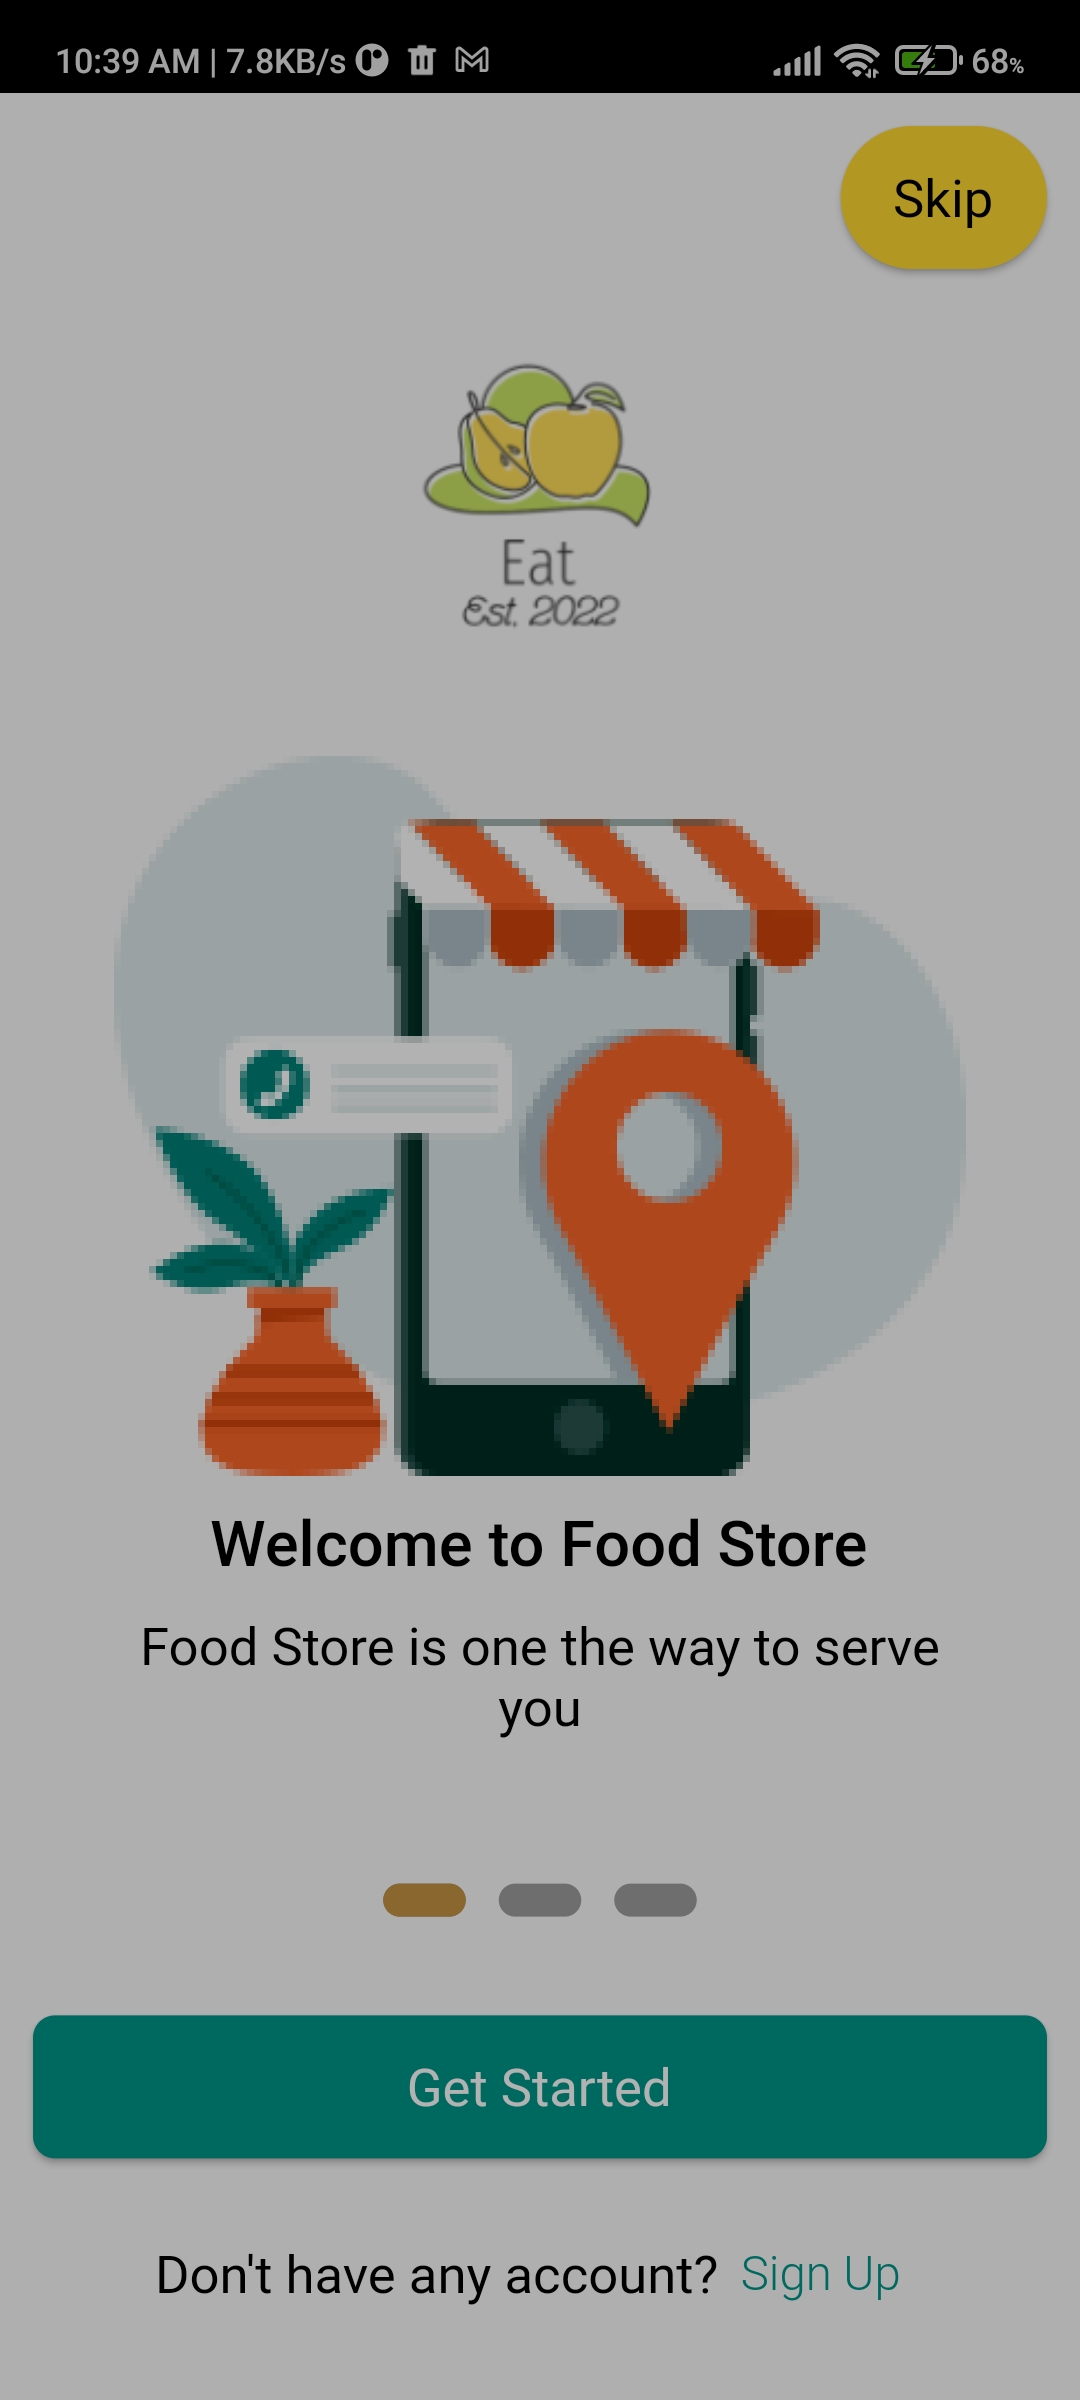 10:39 AM | 7.8KB/s
68%
Skip
Eat
Est. 2022
Welcome to Food Store
Food Store is one the way to serve
you
Get Started
Don't have any account? Sign Up